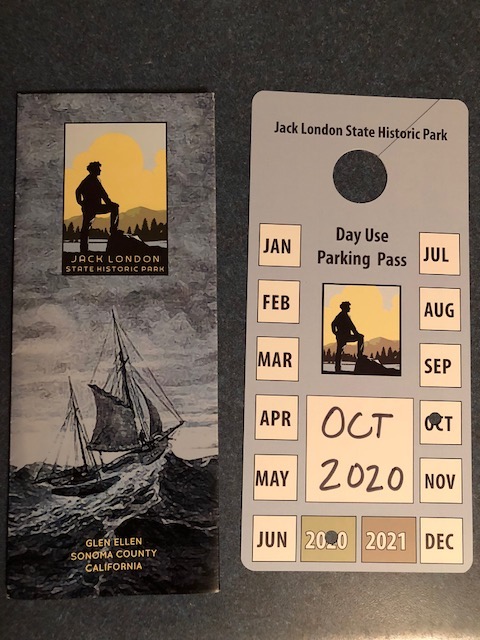 JACK LONDON
STATE HISTORIC PARK
GLEN ELLEN
SONOMA COUNTY
CALIFORNIA
Jack London State Historic Park
Day Use
Parking Pass
JAN
FEB
MAR
APR
MAY
JUN
JUL
AUG
SEP
OCT
NOV
DEC
OCT
2020
2020
2021